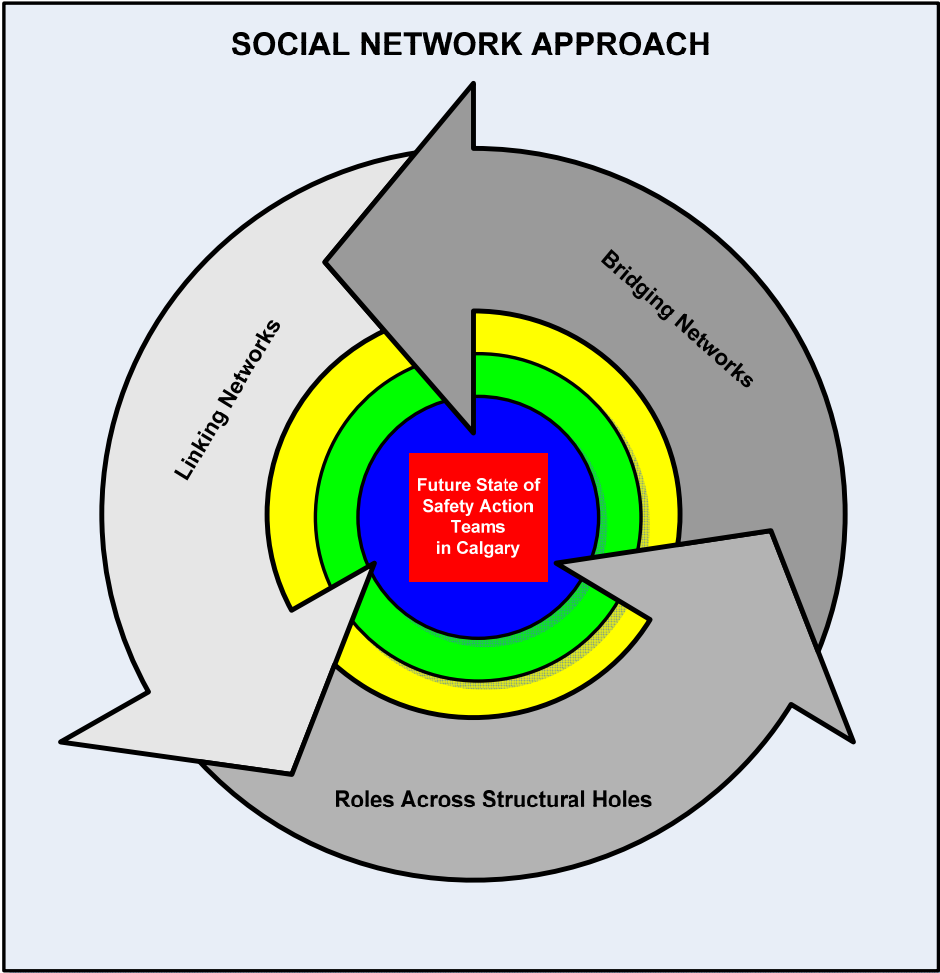 SOCIAL NETWORK APPROACH
Bridging Networks
Linking Networks
Future State of
Safety Action
Teams
in Calgary
Roles Across Structural Holes